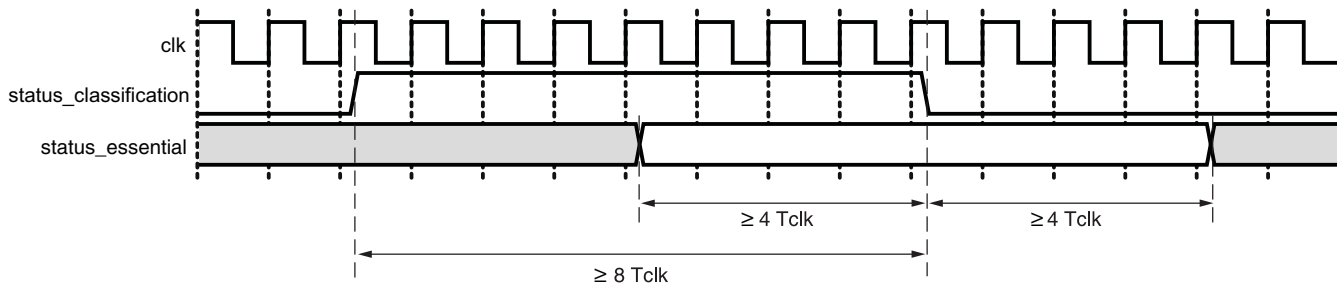 clk
status_classification
status_essential
≥ 4 Tclk
≥ 4 Tclk
≥ 8 Tclk